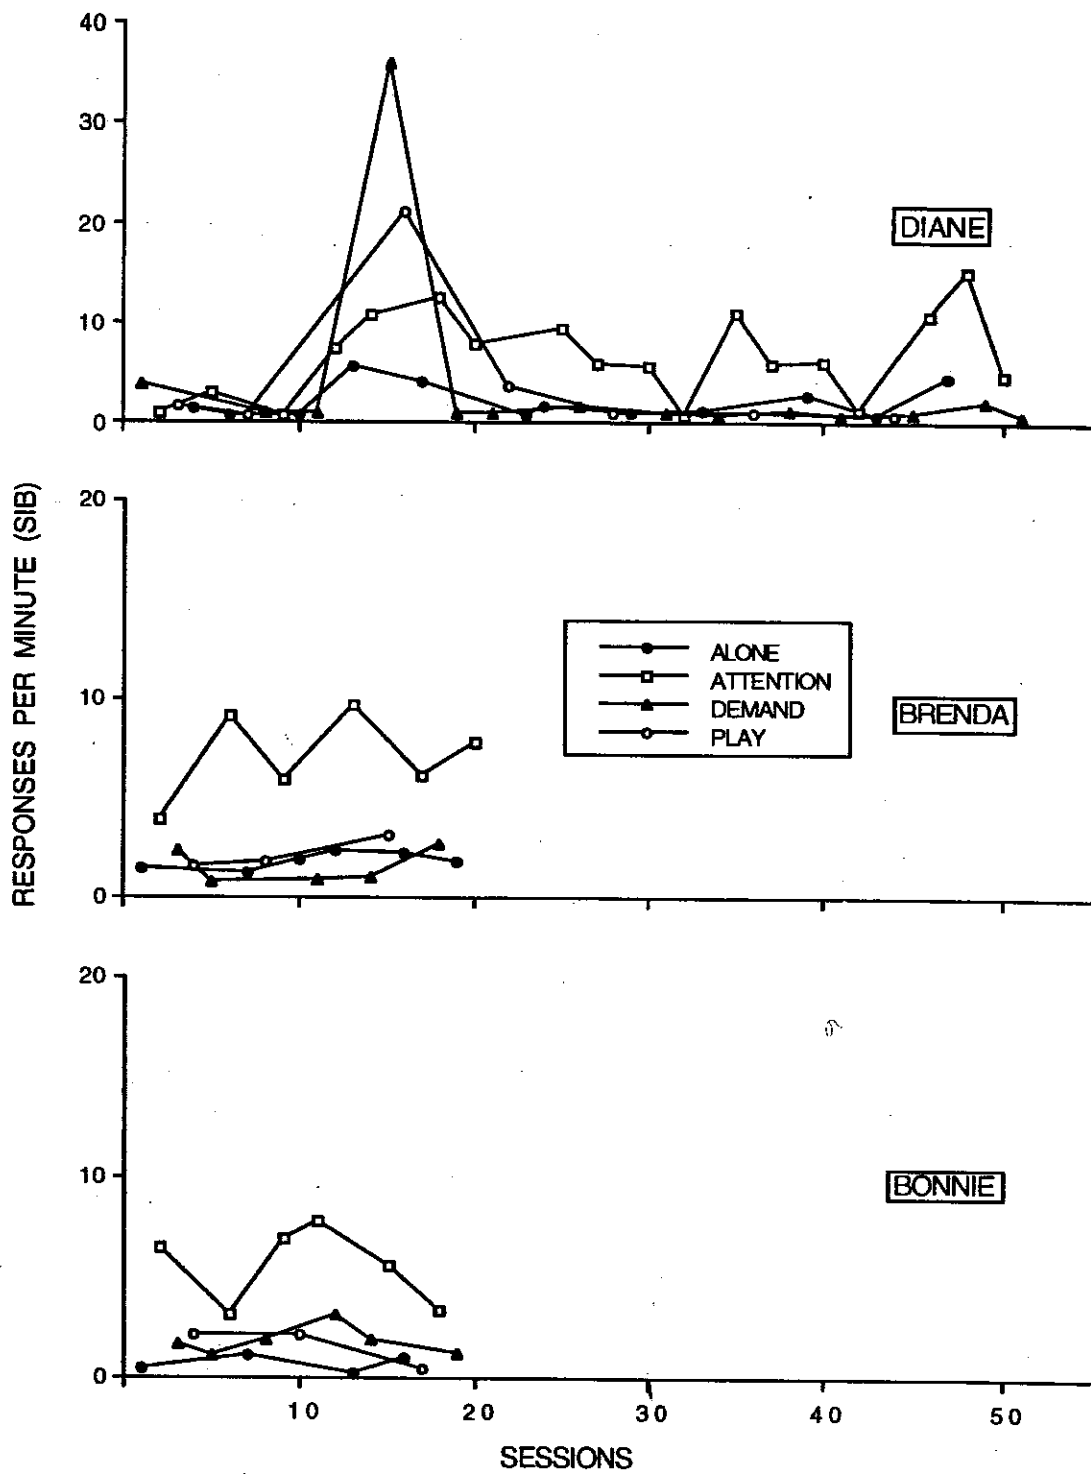 RESPONSES PER MINUTE (SIB)
40
30
20
10
0
DIANE
20
10
0
ALONE
ATTENTION
DEMAND
PLAY
BRENDA
20
10
0
BONNIE
10 20 30 40 50
SESSIONS